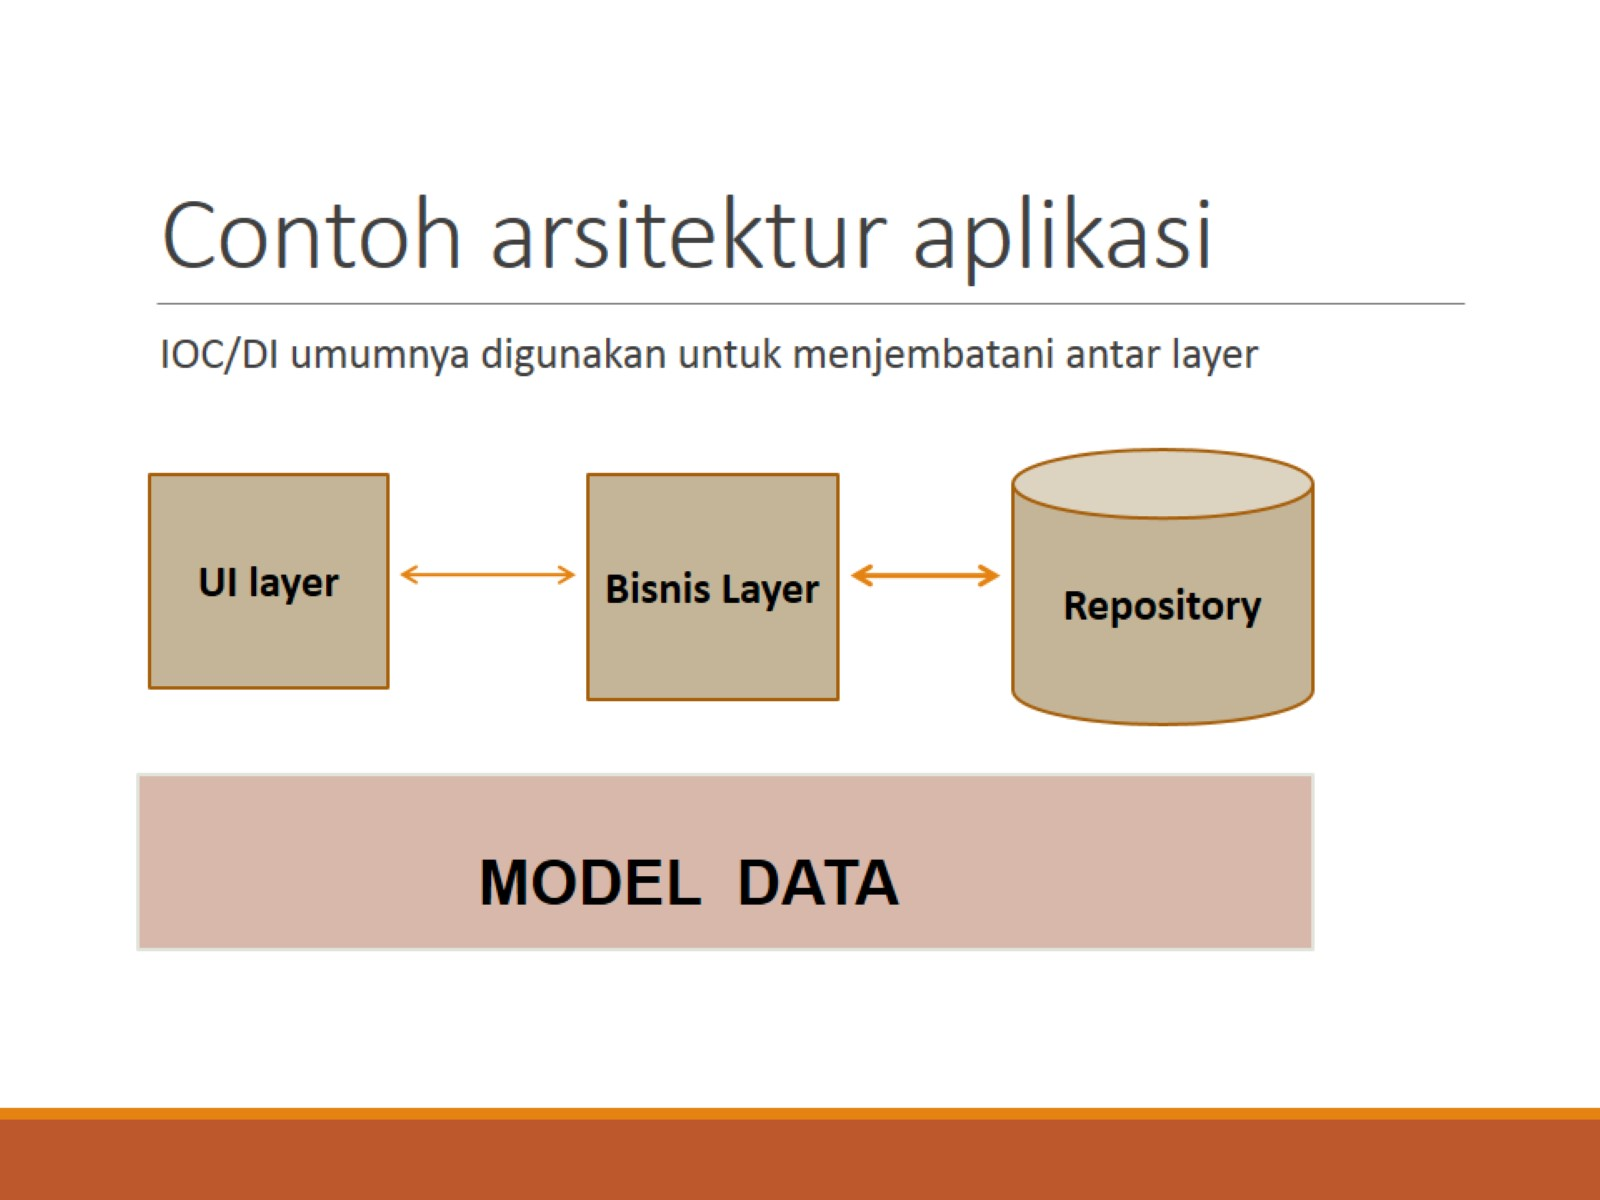 Contoh arsitektur aplikasi
IOC/DI umumnya digunakan untuk menjembatani antar layer
UI layer
Bisnis Layer
Repository
MODEL DATA